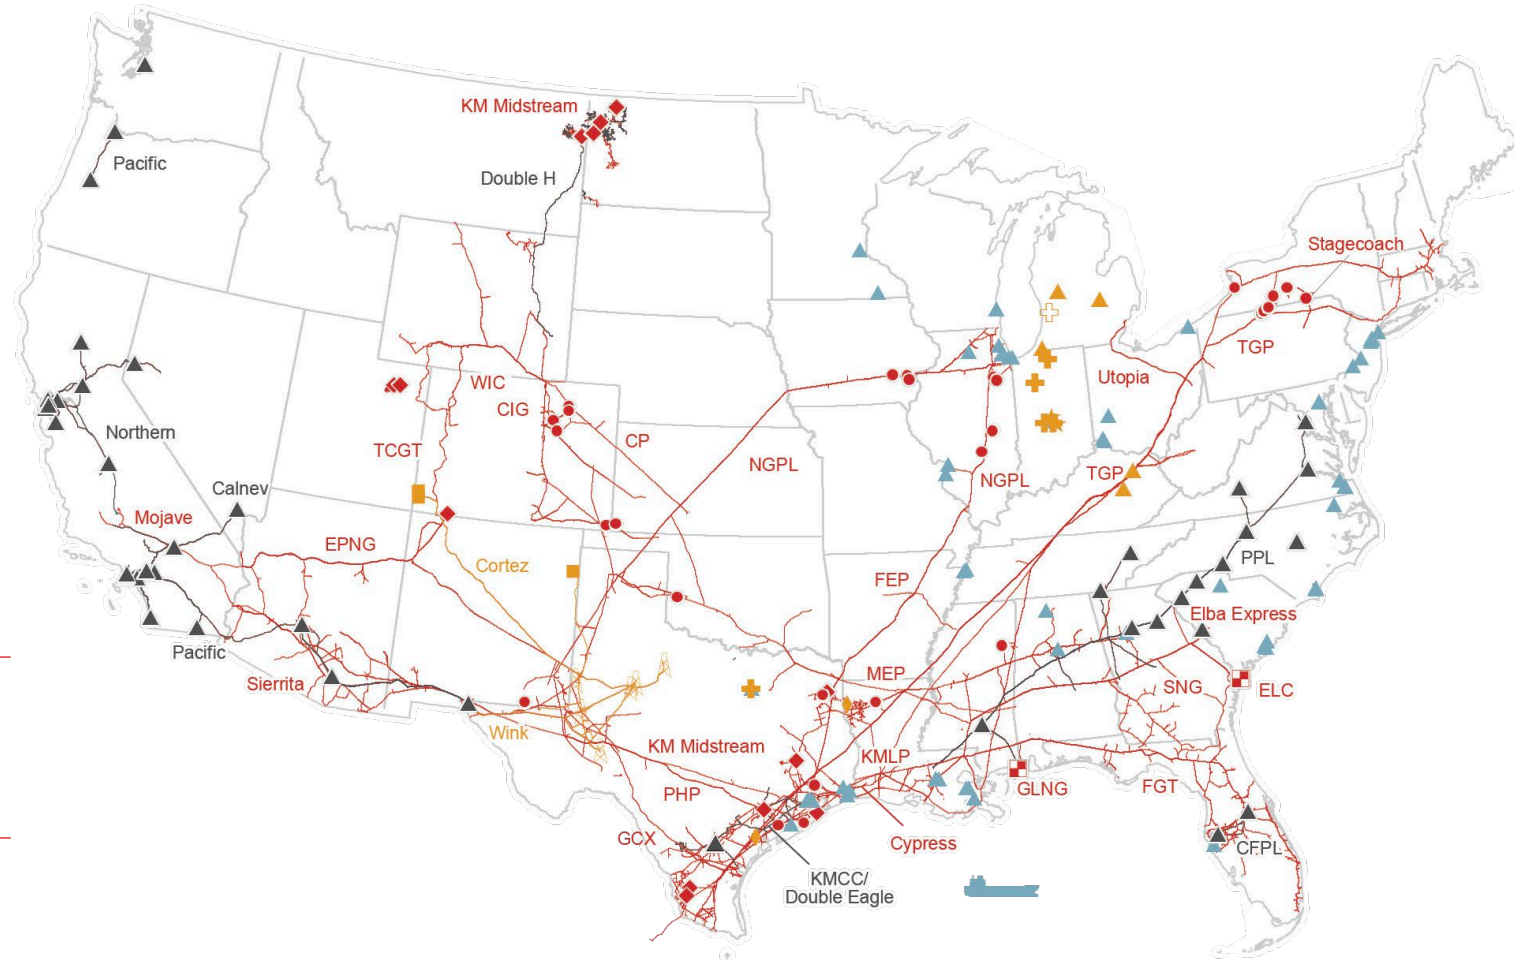 KM Midstream
Pacific
Double H
Stagecoach
TGP
WIC
Utopia
CIG
Northern
CP
TCGT
NGPL
TGP
NGPL
Calnev
Mojave
EPNG
PPL
Cortez
FEP
Elba Express
Pacific
MEP
Sierrita
SNG
ELC
Wink
KM Midstream
KMLP
GLNG
FGT
PHP
GCX
Cypress
CFPL
KMCC/
Double Eagle